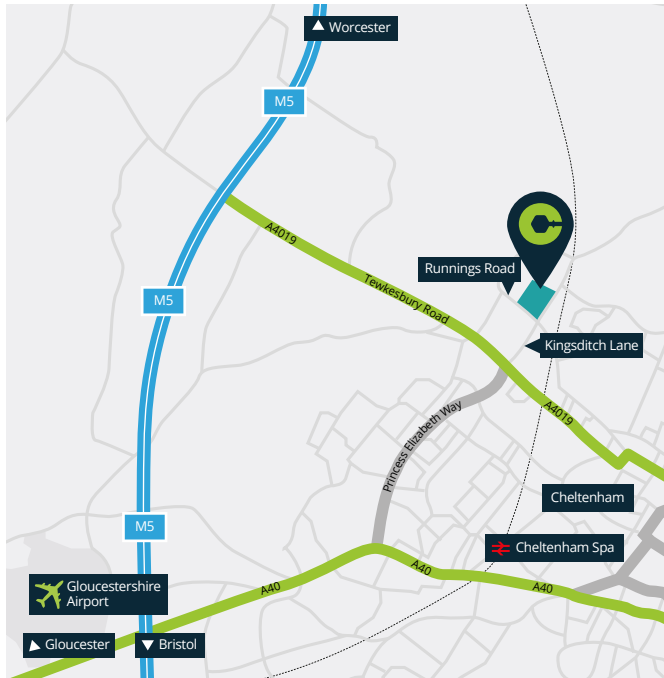 Worcester
M5
A4019
Runnings Road
Tewkesbury Road
M5
Kingsditch Lane
Princess Elizabeth Way
A4019
Cheltenham
M5
Cheltenham Spa
Gloucestershire
Airport
A40
A40
A40
Gloucester
Bristol